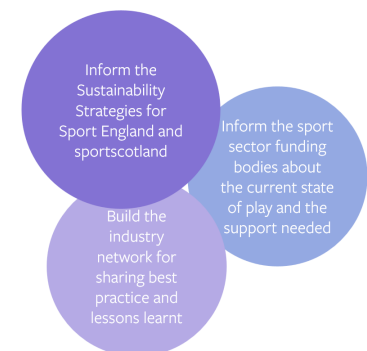 Inform the
Sustainability
Strategies for
Sport England and
sportscotland
Inform the sport
sector funding
bodies about
the current state
of play and the
support needed
Build the
industry
network for
sharing best
practice and
lessons learnt